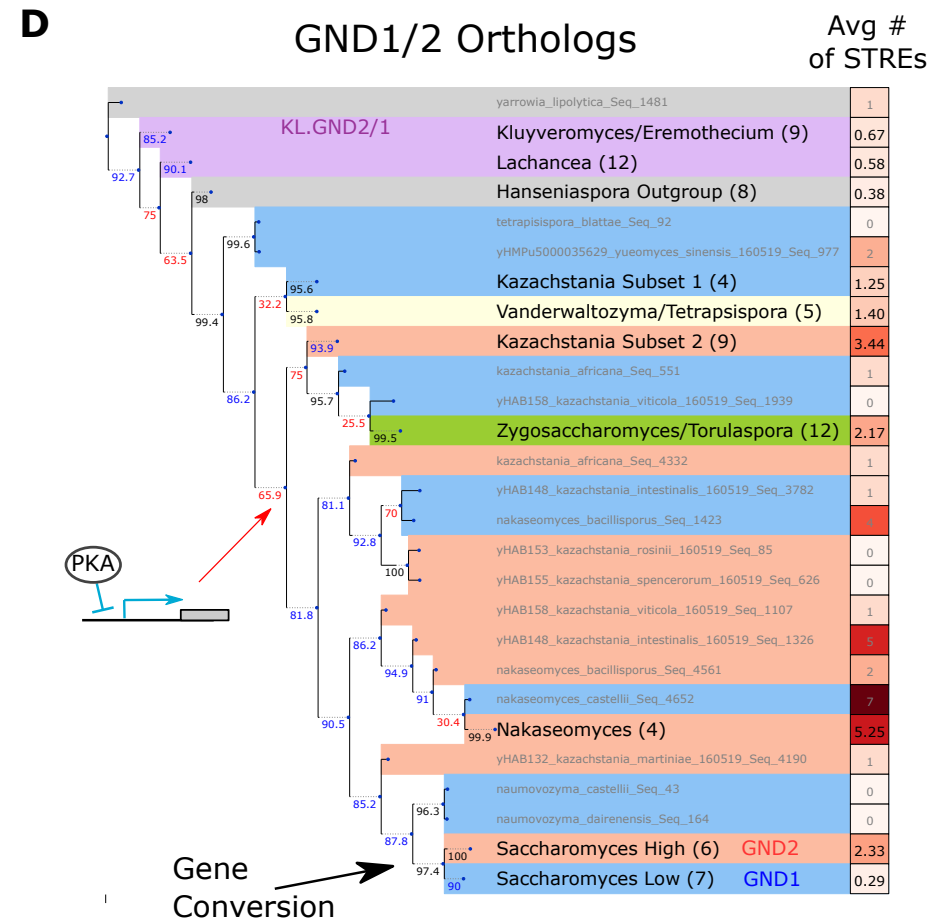 D
GND1/2 Orthologs
Avg #
of STREs
yarrowia_lipolytica_Seq_1481 1
85.2 KL.GND2/1 Kluyveromyces/Eremothecium (9) 0.67
92.7 90.1 Lachancea (12) 0.58
75 98 Hanseniaspora Outgroup (8) 0.38
tetrapisispora_blattae_Seq_92 0
63.5 99.6 yHMPu5000035629_yueomyces_sinensis_160519_Seq_977 2
95.6 Kazachstania Subset 1 (4) 1.25
99.4 32.2 95.8 Vanderwaltozyma/Tetrapsispora (5) 1.40
93.9 Kazachstania Subset 2 (9) 3.44
75 kazachstania_africana_Seq_551 1
86.2 95.7 yHAB158_kazachstania_viticola_160519_Seq_1939 0
25.5 99.5 Zygosaccharomyces/Torulaspora (12) 2.17
kazachstania_africana_Seq_4332 1
65.9 81.1 yHAB148_kazachstania_intestinalis_160519_Seq_3782 1
70 nakaseomyces_bacillisporus_Seq_1423
92.8 yHAB153_kazachstania_rosinii_160519_Seq_85 0
PKA 100 yHAB155_kazachstania_spencerorum_160519_Seq_626 0
81.8 yHAB158_kazachstania_viticola_160519_Seq_1107 1
86.2 yHAB148_kazachstania_intestinalis_160519_Seq_1326 5
94.9 nakaseomyces_bacillisporus_Seq_4561 2
91 nakaseomyces_castellii_Seq_4652 7
90.5 30.4 99.9 Nakaseomyces (4) 5.25
yHAB132_kazachstania_martiniae_160519_Seq_4190 1
85.2 96.3 naumovozyma_castellii_Seq_43 0
naumovozyma_dairenensis_Seq_164 0
87.8 100 Saccharomyces High (6) GND2 2.33
97.4 90 Saccharomyces Low (7) GND1 0.29
Gene
Conversion